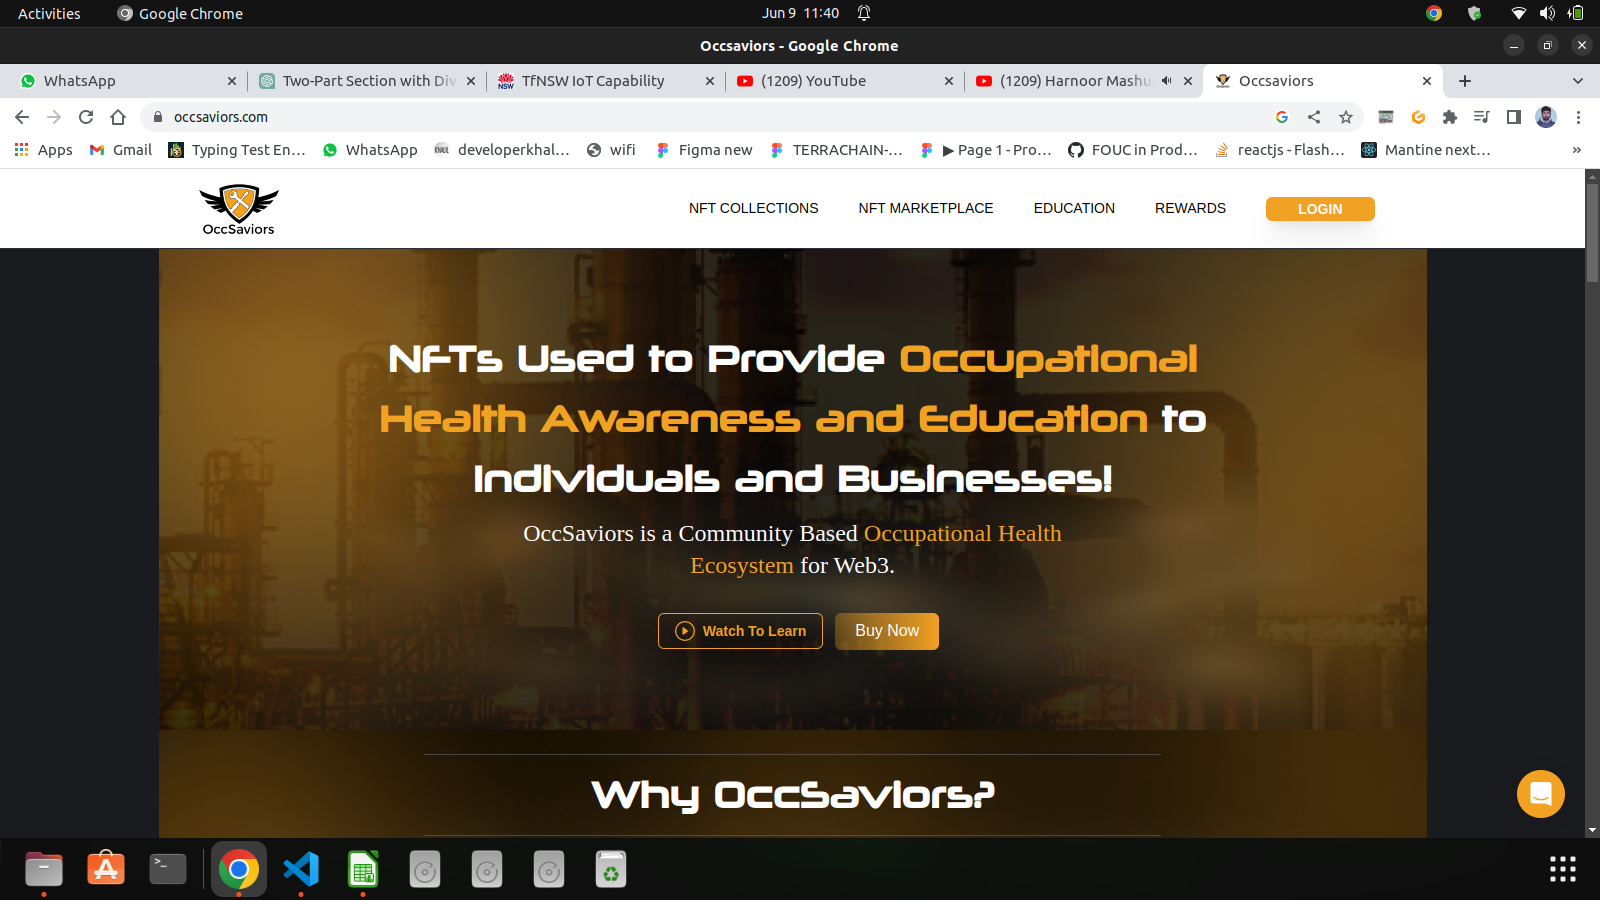 Activities
Google Chrome
Jun 9 11:40
Occsaviors - Google Chrome
WhatsApp
Two-Part Section with Div
TfNSW IoT Capability
(1209) YouTube
(1209) Harnoor Mashu
Occsaviors
occsaviors.com
Apps
Gmail
Typing Test En...
WhatsApp
developerkhal...
wifi
Figma new
TERRACHAIN-...
▶ Page 1 - Pro...
FOUC in Prod...
reactjs - Flash...
Mantine next...
»
OccSaviors
NFT COLLECTIONS
NFT MARKETPLACE
EDUCATION
REWARDS
LOGIN
NFTs Used to Provide Occupational
Health Awareness and Education to
Individuals and Businesses!
OccSaviors is a Community Based Occupational Health
Ecosystem for Web3.
Watch To Learn
Buy Now
Why OccSaviors?